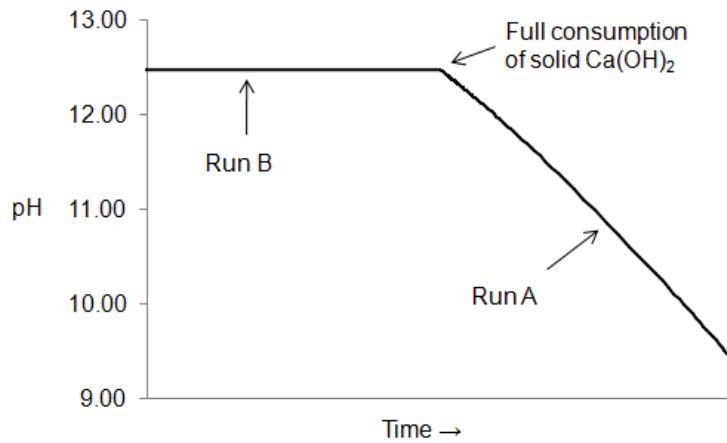 13.00
Full consumption
of solid Ca(OH)₂
12.00
Run B
pH 11.00
Run A
10.00
9.00
Time →